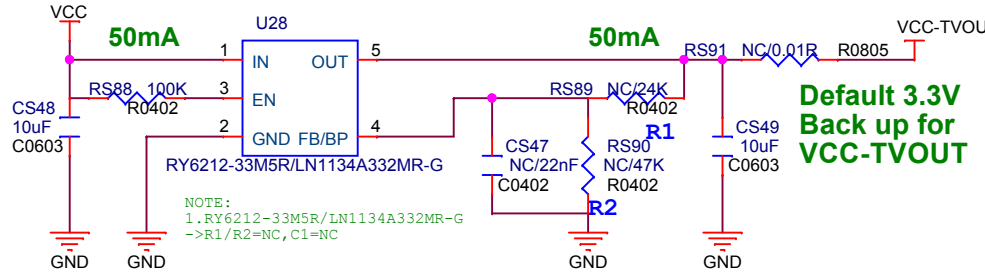 VCC
50mA
U28
50mA
VCC-TVOU
1
IN
OUT
5
RS91
NC/0.01R
R0805
RS88
100K
R0402
3
EN
RS89
NC/24K
R0402
R1
CS48
10uF
C0603
2
GND
FB/BP
4
RY6212-33M5R/LN1134A332MR-G
CS47
NC/22nF
C0402
RS90
NC/47K
R0402
R2
CS49
10uF
C0603
Default 3.3V
Back up for
VCC-TVOUT
NOTE:
1.RY6212-33M5R/LN1134A332MR-G
->R1/R2=NC,C1=NC
GND
GND
GND
GND